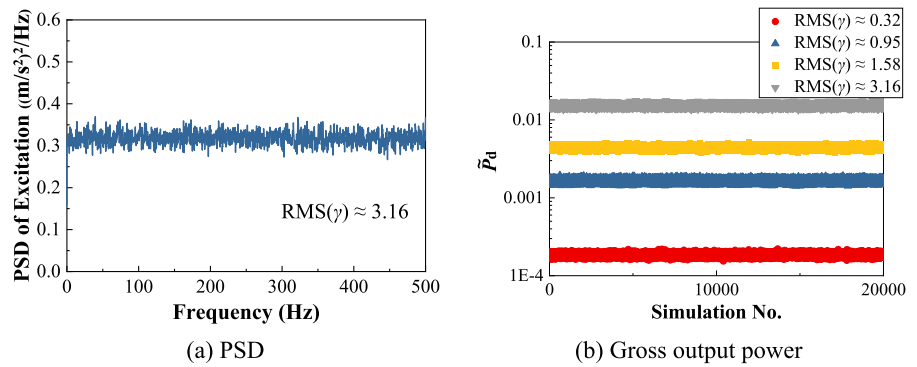 0.6
0.5
0.4
0.3
0.2
0.1
0.0
PSD of Excitation ((m/s²)²/Hz)
RMS(γ) ≈ 3.16
0 100 200 300 400 500
Frequency (Hz)
(a) PSD
RMS(γ) ≈ 0.32
RMS(γ) ≈ 0.95
RMS(γ) ≈ 1.58
RMS(γ) ≈ 3.16
0.1
0.01
0.001
1E-4
P̃d
0 10000 20000
Simulation No.
(b) Gross output power